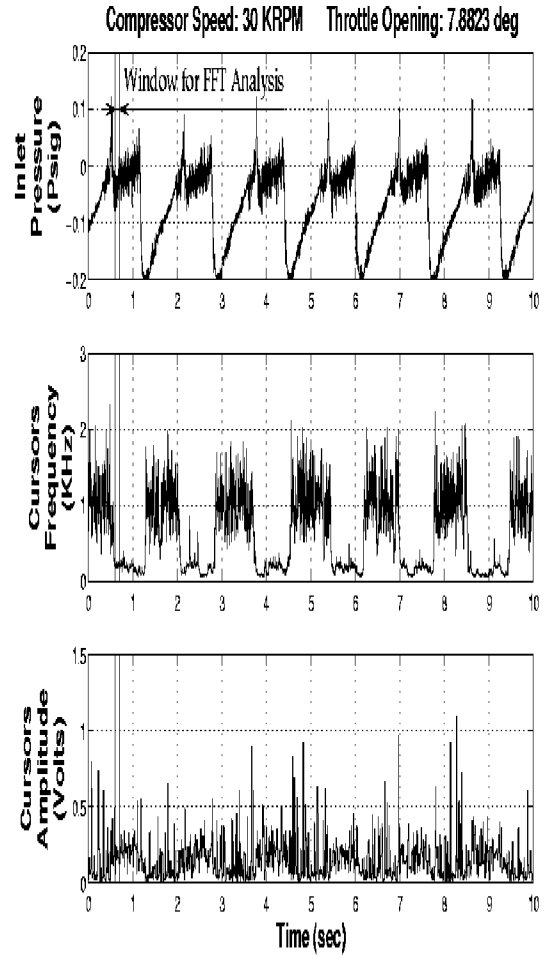 Compressor Speed: 30 KRPM Throttle Opening: 7.8823 deg
Window for FFT Analysis
Inlet
Pressure
(Psig)
0.2
0.1
0
-0.1
-0.2
0 1 2 3 4 5 6 7 8 9 10
Cursors
Frequency
(KHz)
3
2
1
0
0 1 2 3 4 5 6 7 8 9 10
Cursors
Amplitude
(Volts)
1.5
1
0.5
0
0 1 2 3 4 5 6 7 8 9 10
Time (sec)